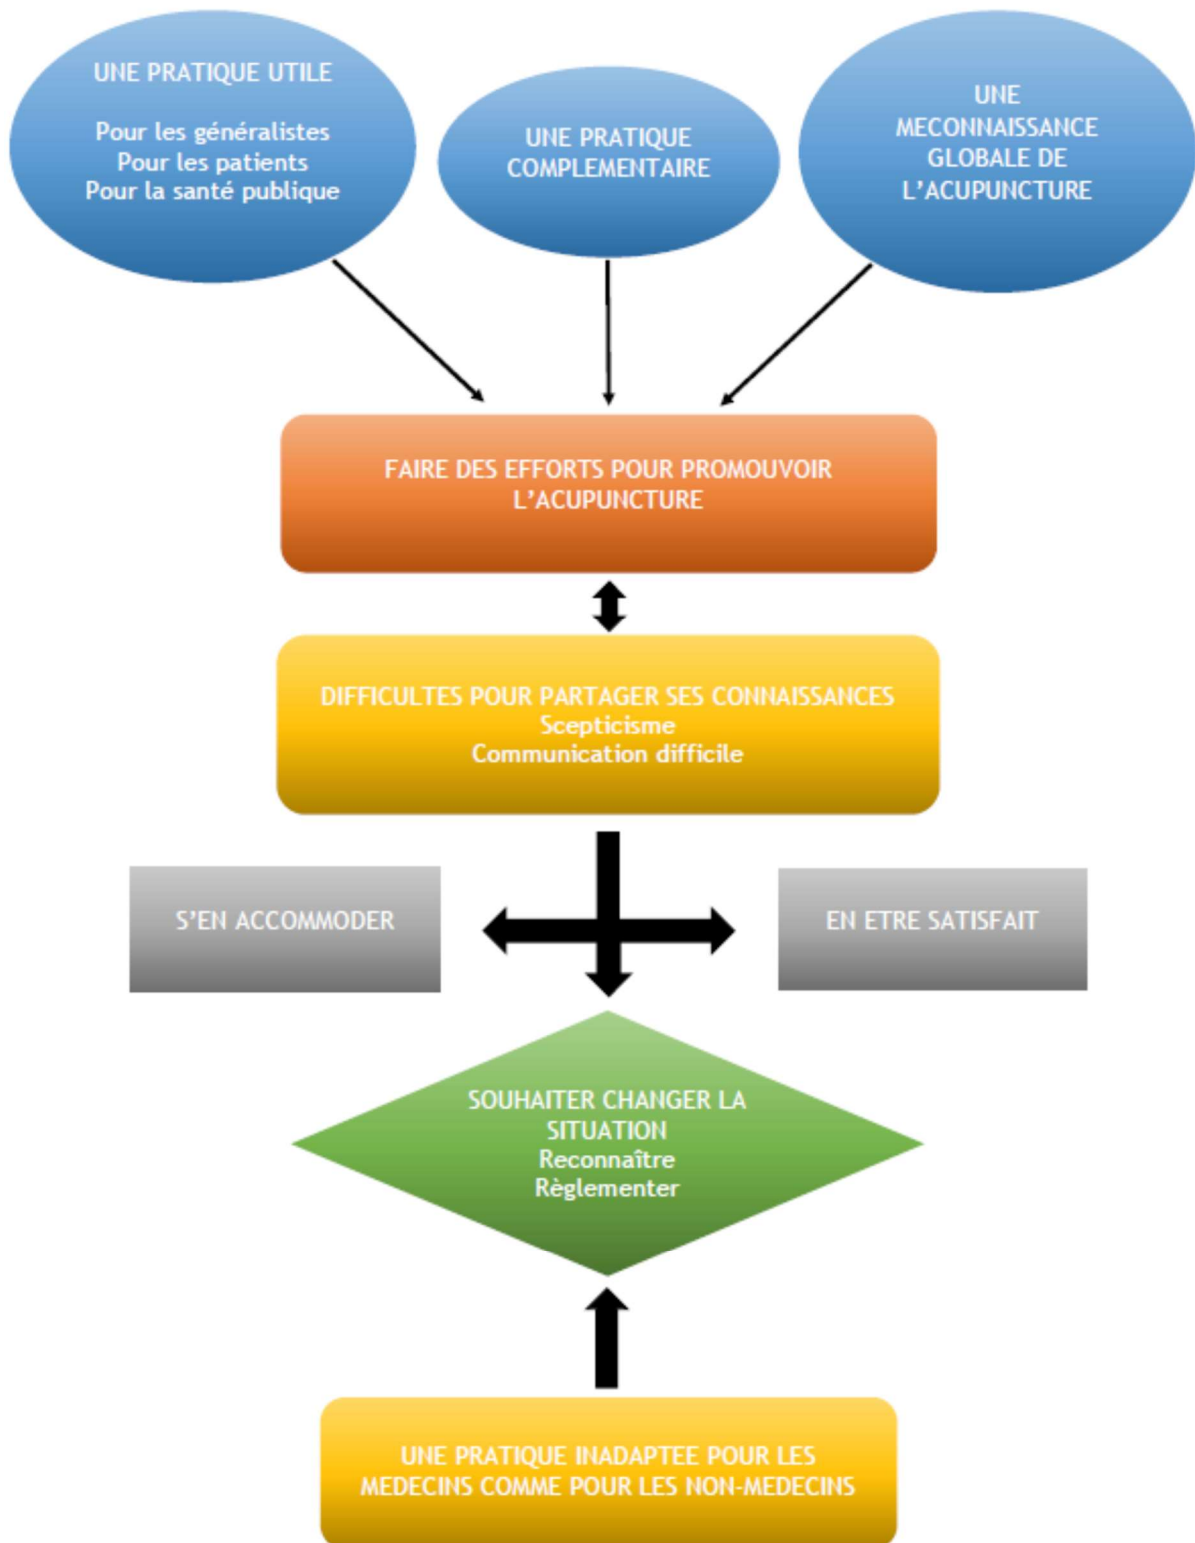 UNE PRATIQUE UTILE
Pour les généralistes
Pour les patients
Pour la santé publique
UNE PRATIQUE
COMPLEMENTAIRE
UNE
MECONNAISSANCE
GLOBALE DE
L'ACUPUNCTURE
FAIRE DES EFFORTS POUR PROMOUVOIR
L'ACUPUNCTURE
DIFFICULTES POUR PARTAGER SES CONNAISSANCES
Scepticisme
Communication difficile
S'EN ACCOMMODER
EN ETRE SATISFAIT
SOUHAITER CHANGER LA
SITUATION
Reconnaître
Règlementer
UNE PRATIQUE INADAPTEE POUR LES
MEDECINS COMME POUR LES NON-MEDECINS